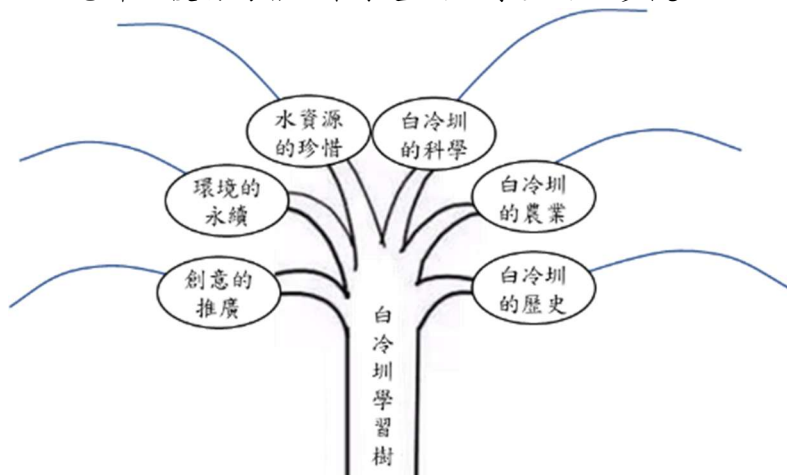 水資源
的珍惜
白冷圳
的科學
環境的
永續
白冷圳
的農業
創意的
推廣
白冷圳
的歷史
白冷圳學習樹